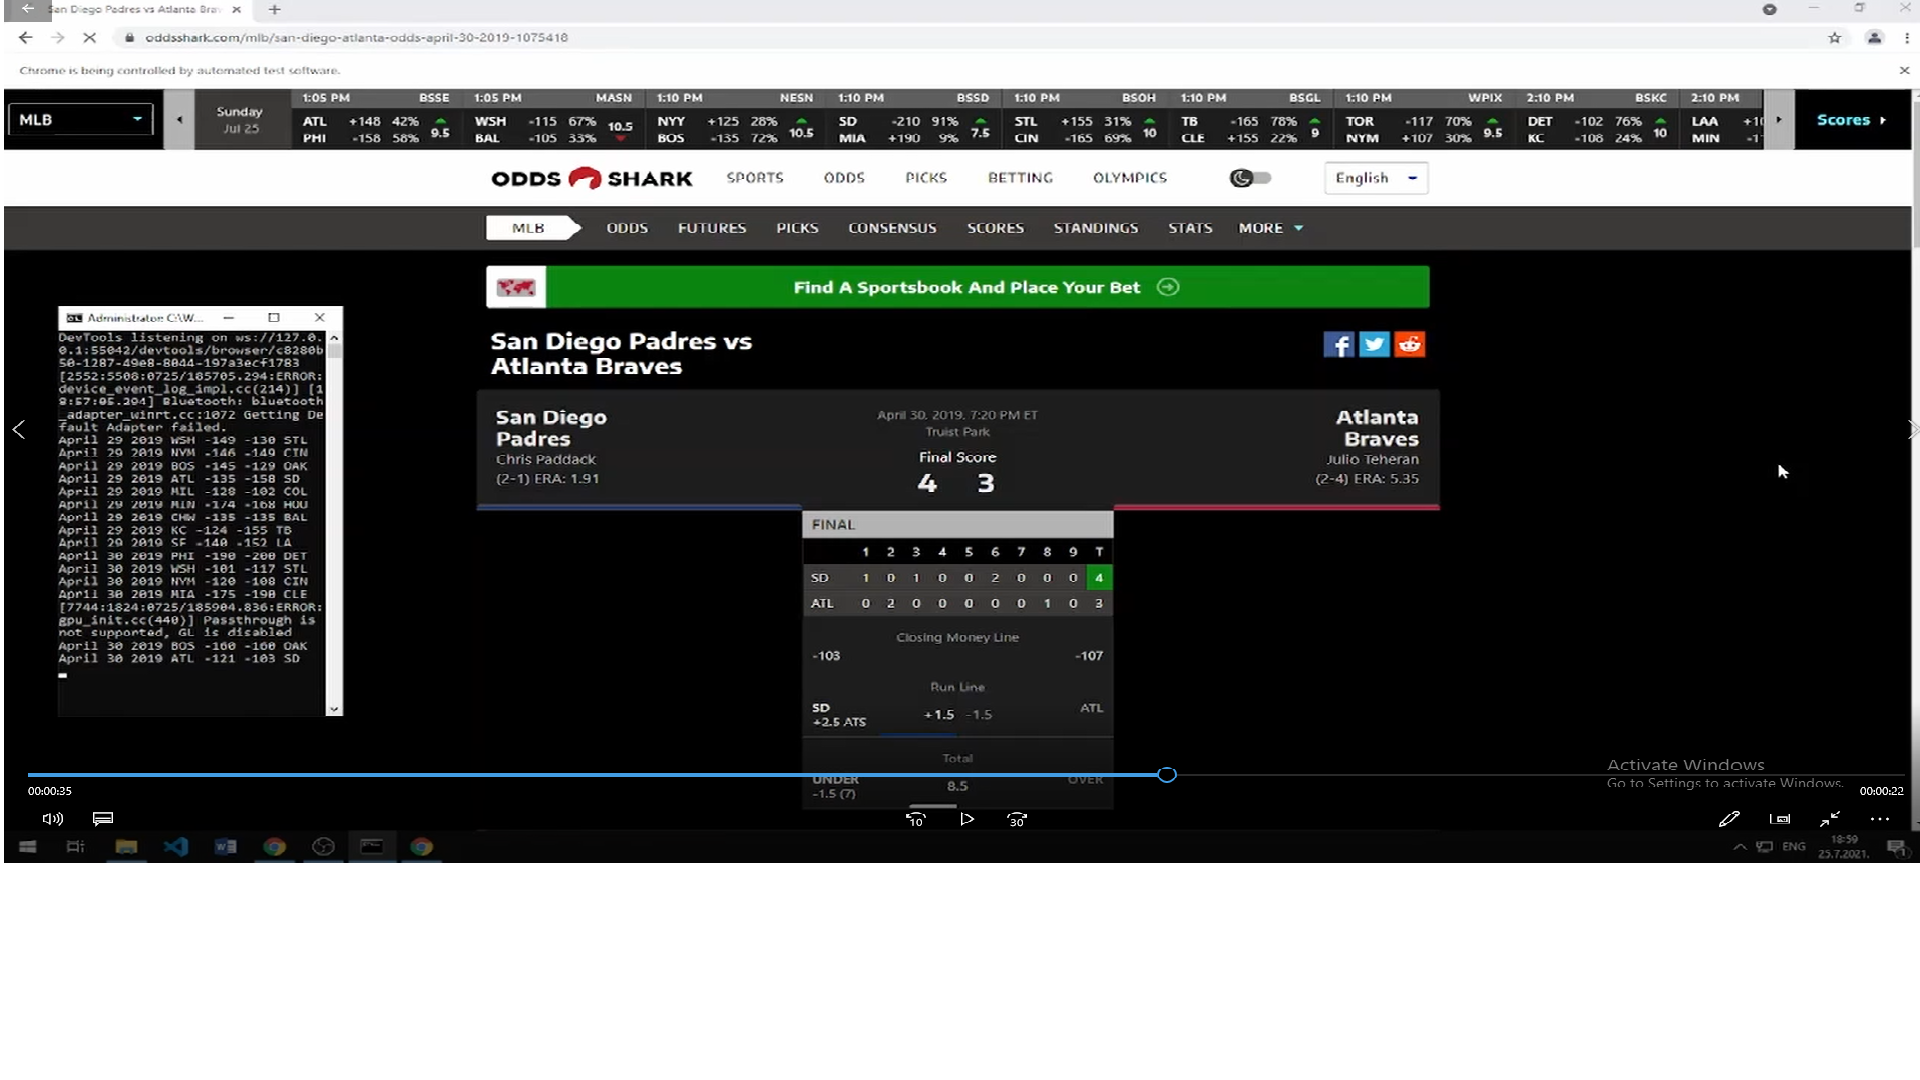 San Diego Padres vs Atlanta Bra
oddsshark.com/mlb/san-diego-atlanta-odds-april-30-2019-1075418
Chrome is being controlled by automated test software.
MLB
Sunday
Jul 25
1:05 PM BSSE
ATL +148 42% 9.5
PHI -158 58%
1:05 PM MASN
WSH -115 67% 10.5
BAL -105 33%
1:10 PM NESN
NYY +125 28% 10.5
BOS -135 72%
1:10 PM BSSD
SD -210 91% 7.5
MIA +190 9%
1:10 PM BSOH
STL +155 31% 10
CIN -165 69%
1:10 PM BSGL
TB -165 78% 9
CLE +155 22%
1:10 PM WPIX
TOR -117 70% 9.5
NYM +107 30%
2:10 PM BSKC
DET -102 76% 10
KC -108 24%
2:10 PM
LAA
MIN
Scores
ODDS SHARK SPORTS ODDS PICKS BETTING OLYMPICS English
MLB ODDS FUTURES PICKS CONSENSUS SCORES STANDINGS STATS MORE
Find A Sportsbook And Place Your Bet
Administrator: C:\W...
DevTools listening on ws://127.0.
0.1:55042/devtools/browser/c8280b
50-1287-49e8-8044-197a3ecf1783
[2552:5508:0725/185705.294:ERROR:
device_event_log_impl.cc(214)] [1
8:57:05.294] Bluetooth: bluetooth
_adapter_winrt.cc:1072 Getting De
fault Adapter failed.
April 29 2019 WSH -149 -130 STL
April 29 2019 NYM -146 -149 CIN
April 29 2019 BOS -145 -129 OAK
April 29 2019 ATL -135 -158 SD
April 29 2019 MIL -128 -102 COL
April 29 2019 MIN -174 -168 HOU
April 29 2019 CHW -135 -135 BAL
April 29 2019 KC -124 -155 TB
April 29 2019 SF -140 -152 LA
April 30 2019 PHI -190 -200 DET
April 30 2019 WSH -101 -117 STL
April 30 2019 NYM -120 -108 CIN
April 30 2019 MIA -175 -190 CLE
[7744:1824:0725/185904.836:ERROR:
gpu_init.cc(440)] Passthrough is
not supported, GL is disabled
April 30 2019 BOS -160 -160 OAK
April 30 2019 ATL -121 -103 SD
San Diego Padres vs
Atlanta Braves
San Diego
Padres
Chris Paddack
(2-1) ERA: 1.91
April 30, 2019, 7:20 PM ET
Truist Park
Final Score
4 3
Atlanta
Braves
Julio Teheran
(2-4) ERA: 5.35
FINAL
1 2 3 4 5 6 7 8 9 T
SD 1 0 1 0 0 2 0 0 0 4
ATL 0 2 0 0 0 0 0 1 0 3
Closing Money Line
-103 -107
Run Line
SD +1.5 -1.5 ATL
+2.5 ATS
Total
UNDER 8.5 OVER
-1.5 (7)
Activate Windows
Go to Settings to activate Windows.
00:00:35
00:00:22
10
30
ENG
18:59
25.7.2021.